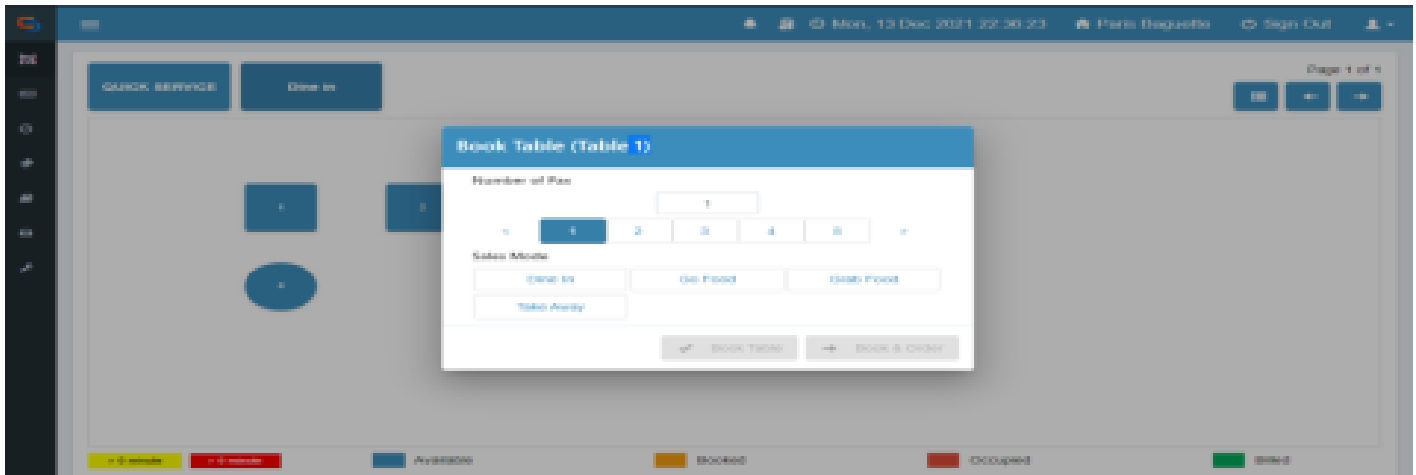 Mon, 13 Dec 2021 22:30:23
Paris Baguette
Sign Out
Page 1 of 1
QUICK SERVICE
Dine in
Book Table (Table 1)
Number of Pax
1
< 1 2 3 4 5 >
Sales Mode
Dine In
Go Food
Grab Food
Take Away
Book Table
Book & Order
Available
Booked
Occupied
Billed